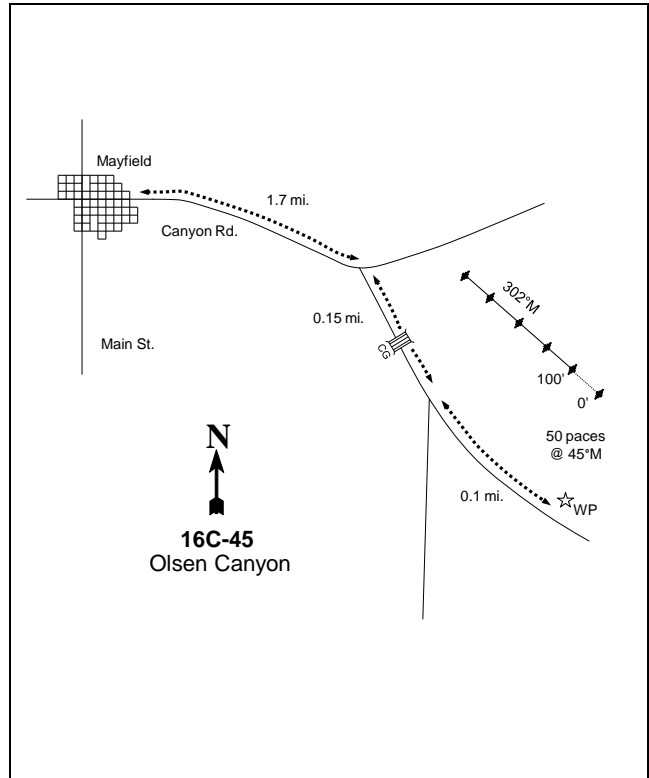 Mayfield
1.7 mi.
Canyon Rd.
302°M
0.15 mi.
Main St.
CG
100'
0'
N
50 paces
@ 45°M
0.1 mi.
WP
16C-45
Olsen Canyon